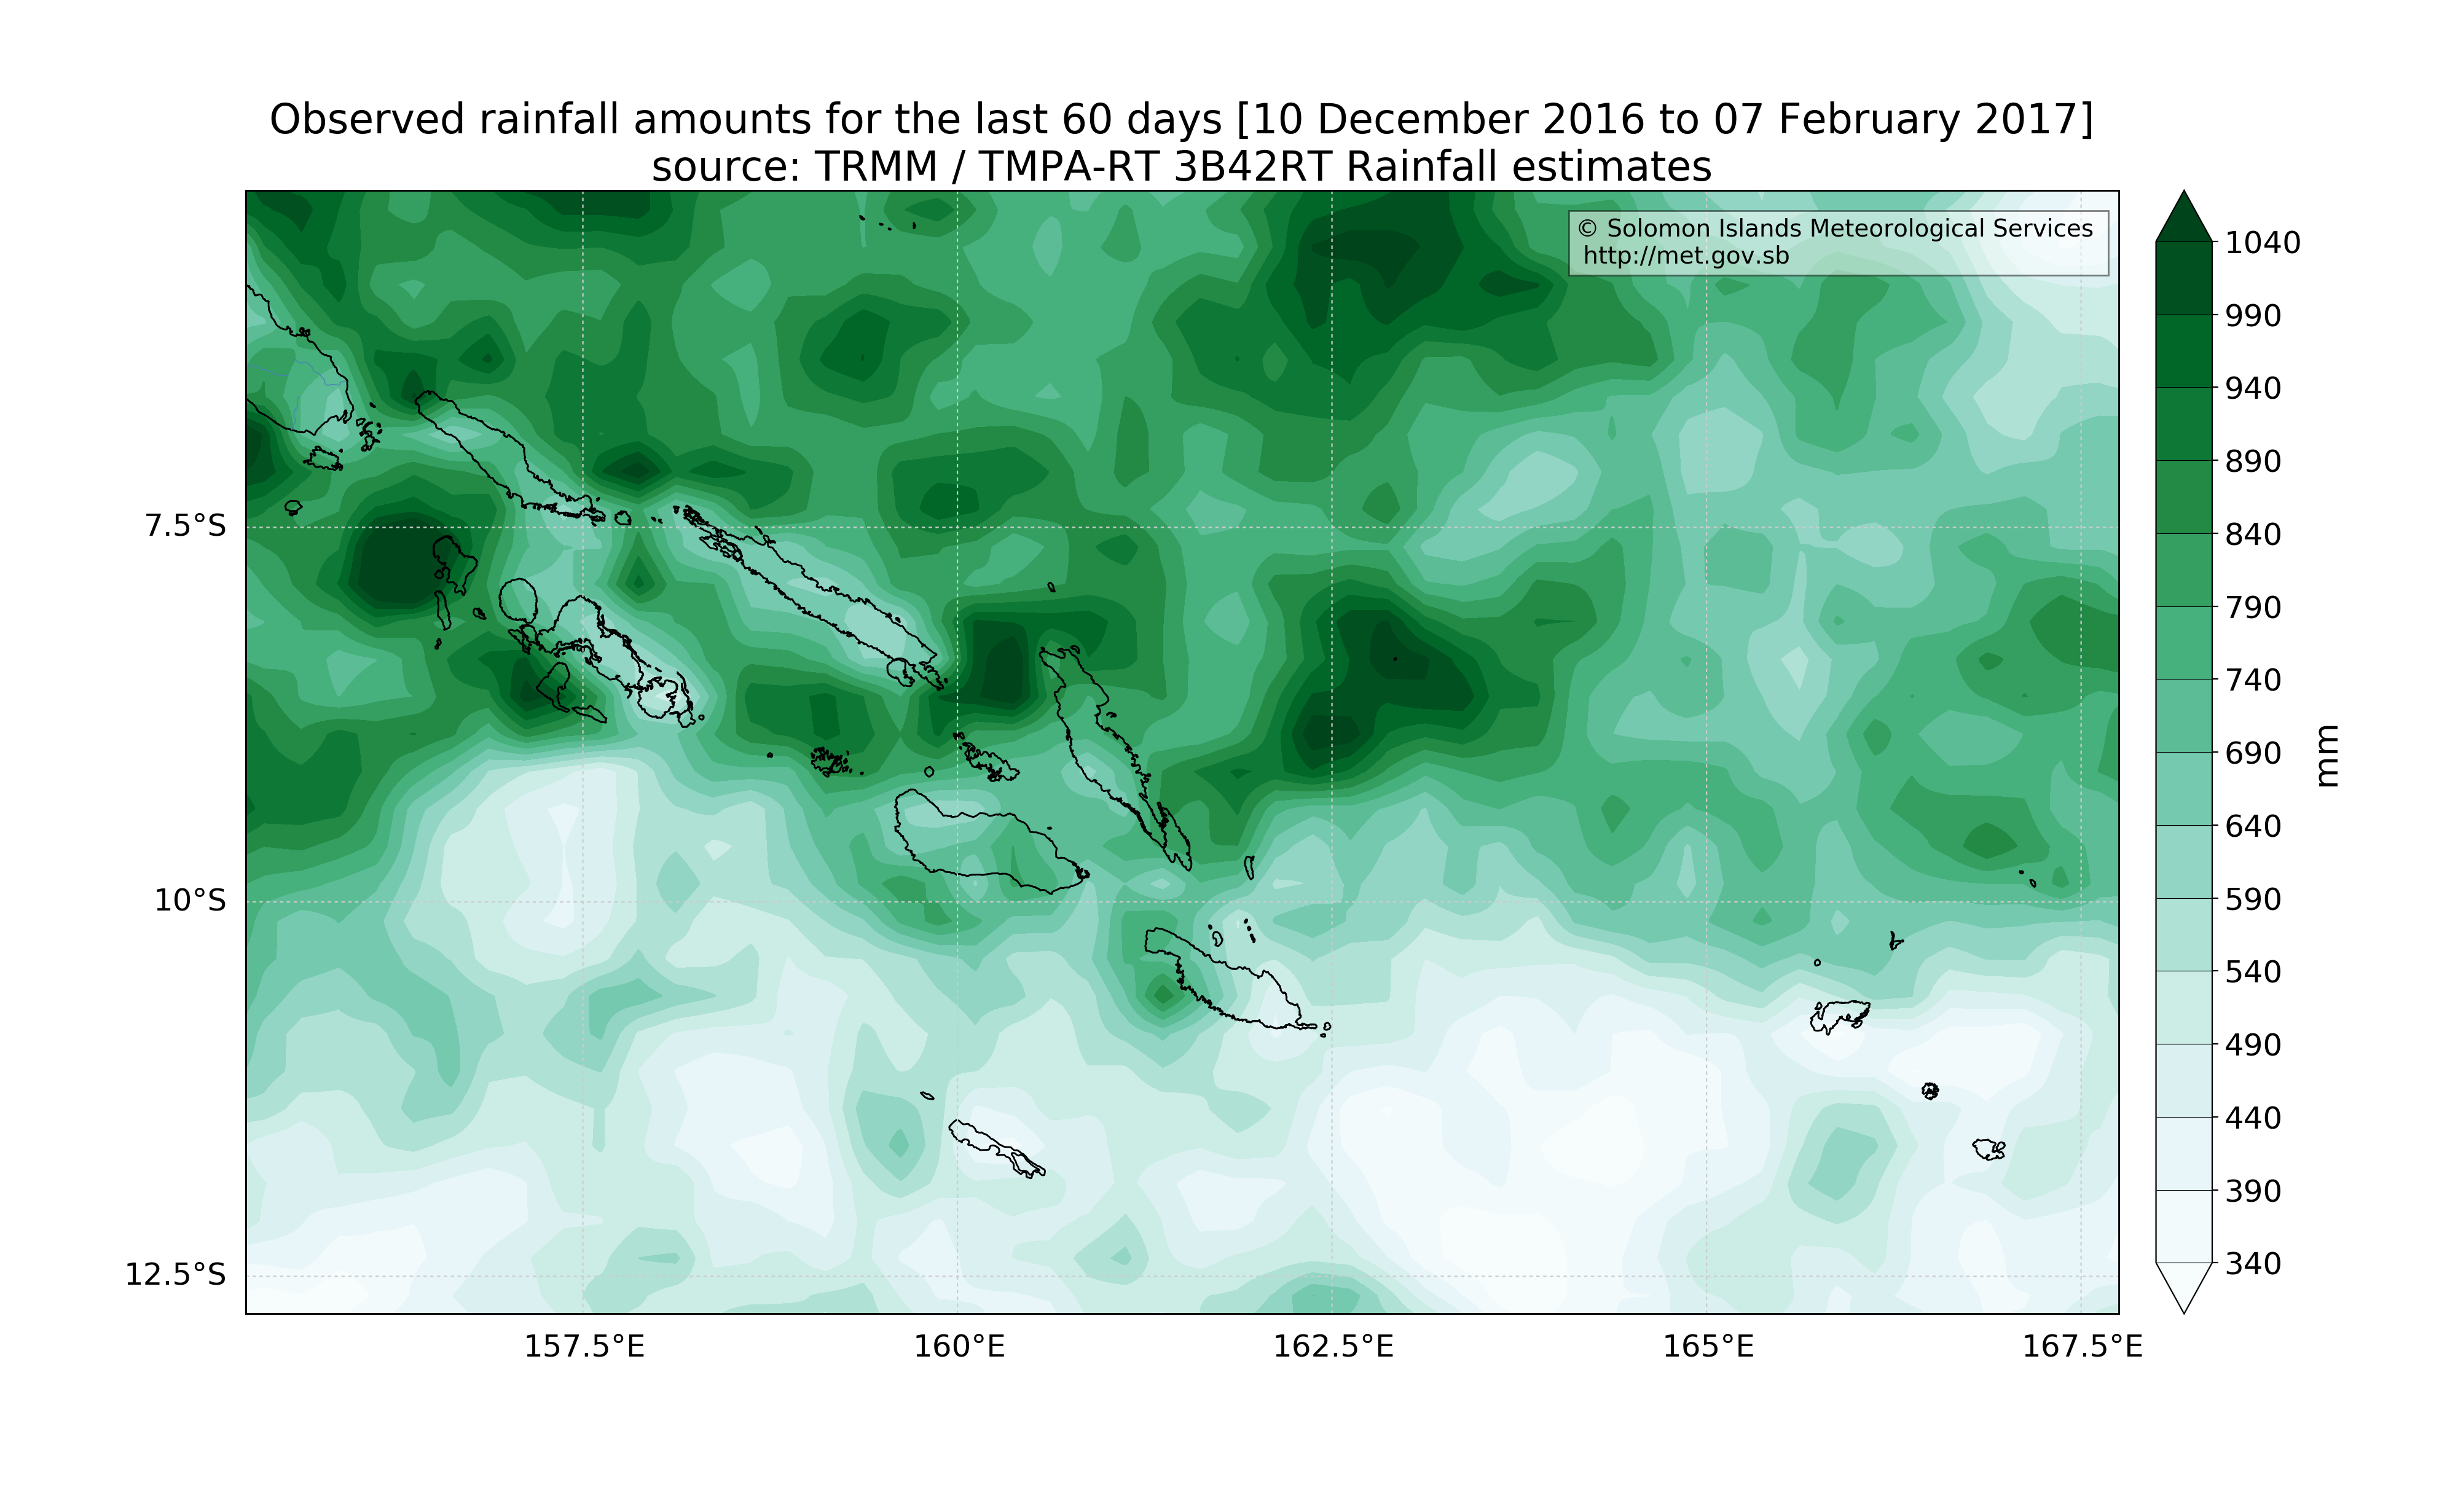 Observed rainfall amounts for the last 60 days [10 December 2016 to 07 February 2017]
source: TRMM / TMPA-RT 3B42RT Rainfall estimates
© Solomon Islands Meteorological Services
http://met.gov.sb
7.5°S
10°S
12.5°S
157.5°E
160°E
162.5°E
165°E
167.5°E
1040
990
940
890
840
790
740
690
640
590
540
490
440
390
340
mm